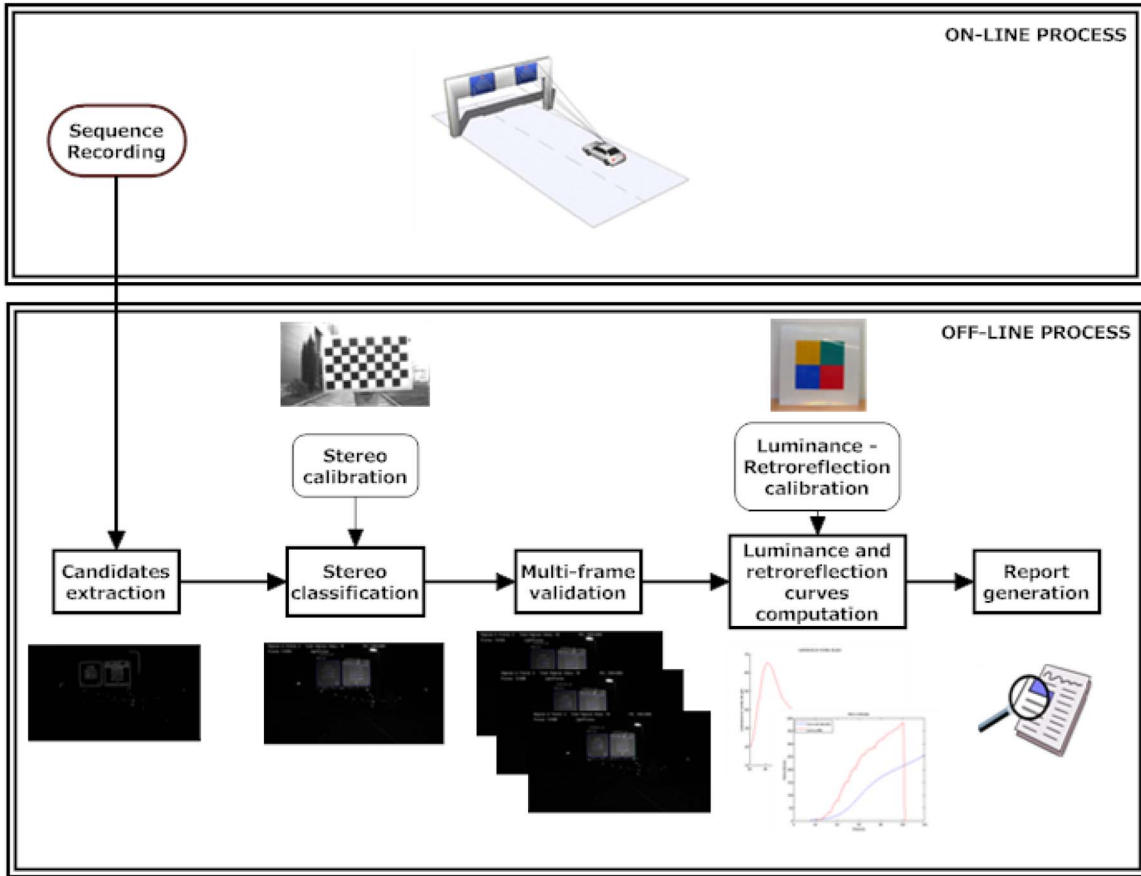 ON-LINE PROCESS
Sequence
Recording
OFF-LINE PROCESS
Stereo
calibration
Luminance -
Retroreflection
calibration
Candidates
extraction
Stereo
classification
Multi-frame
validation
Luminance and
retroreflection
curves
computation
Report
generation